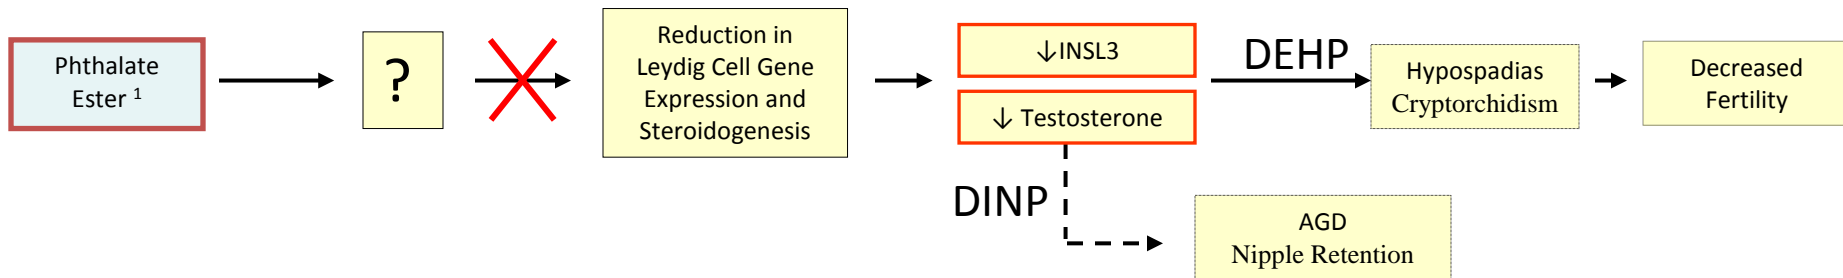 Phthalate
Ester ¹
?
Reduction in
Leydig Cell Gene
Expression and
Steroidogenesis
↓INSL3
↓ Testosterone
DEHP
Hypospadias
Cryptorchidism
Decreased
Fertility
DINP
AGD
Nipple Retention